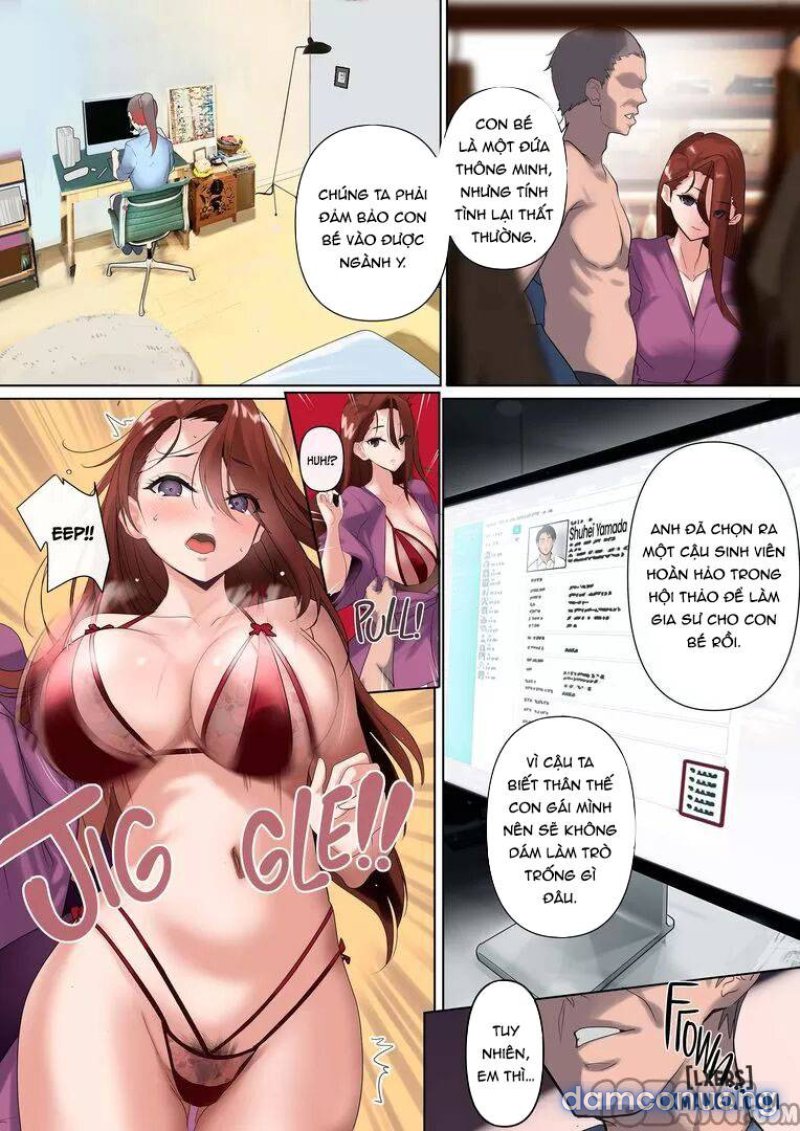 CON BÉ
LÀ MỘT ĐỨA
THÔNG MINH,
NHƯNG TÍNH
TÌNH LẠI THẤT
THƯỜNG.
CHÚNG TA PHẢI
ĐẢM BẢO CON
BÉ VÀO ĐƯỢC
NGÀNH Y.
Shuhei Yamada
ANH ĐÃ CHỌN RA
MỘT CẬU SINH VIÊN
HOÀN HẢO TRONG
HỘI THẢO ĐỂ LÀM
GIA SƯ CHO CON
BÉ RỒI.
VÌ CẬU TA
BIẾT THÂN THẾ
CON GÁI MÌNH
NÊN SẼ KHÔNG
DÁM LÀM TRÒ
TRỐNG GÌ
ĐÂU.
TUY
NHIÊN,
EM THÌ...
HUH!?
PULL!
EEP!!
JIGGLE!!